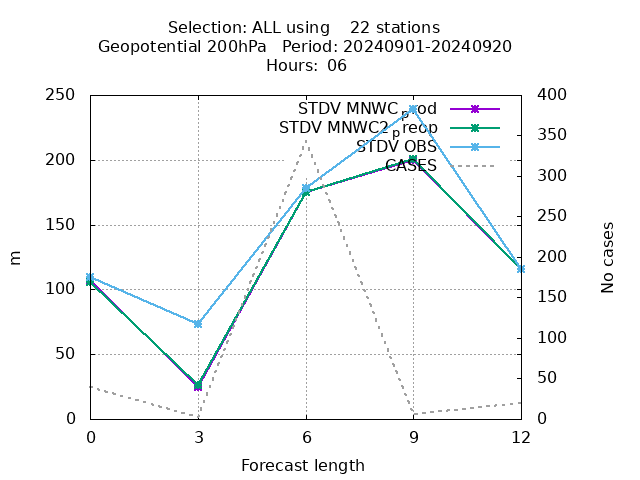 Selection: ALL using 22 stations
Geopotential 200hPa Period: 20240901-20240920
Hours: 06
250
200
150
100
50
0
400
350
300
250
200
150
100
50
0
STDV MNWC_prod
STDV MNWC2_preop
STDV OBS
CASES
m
No cases
0 3 6 9 12
Forecast length